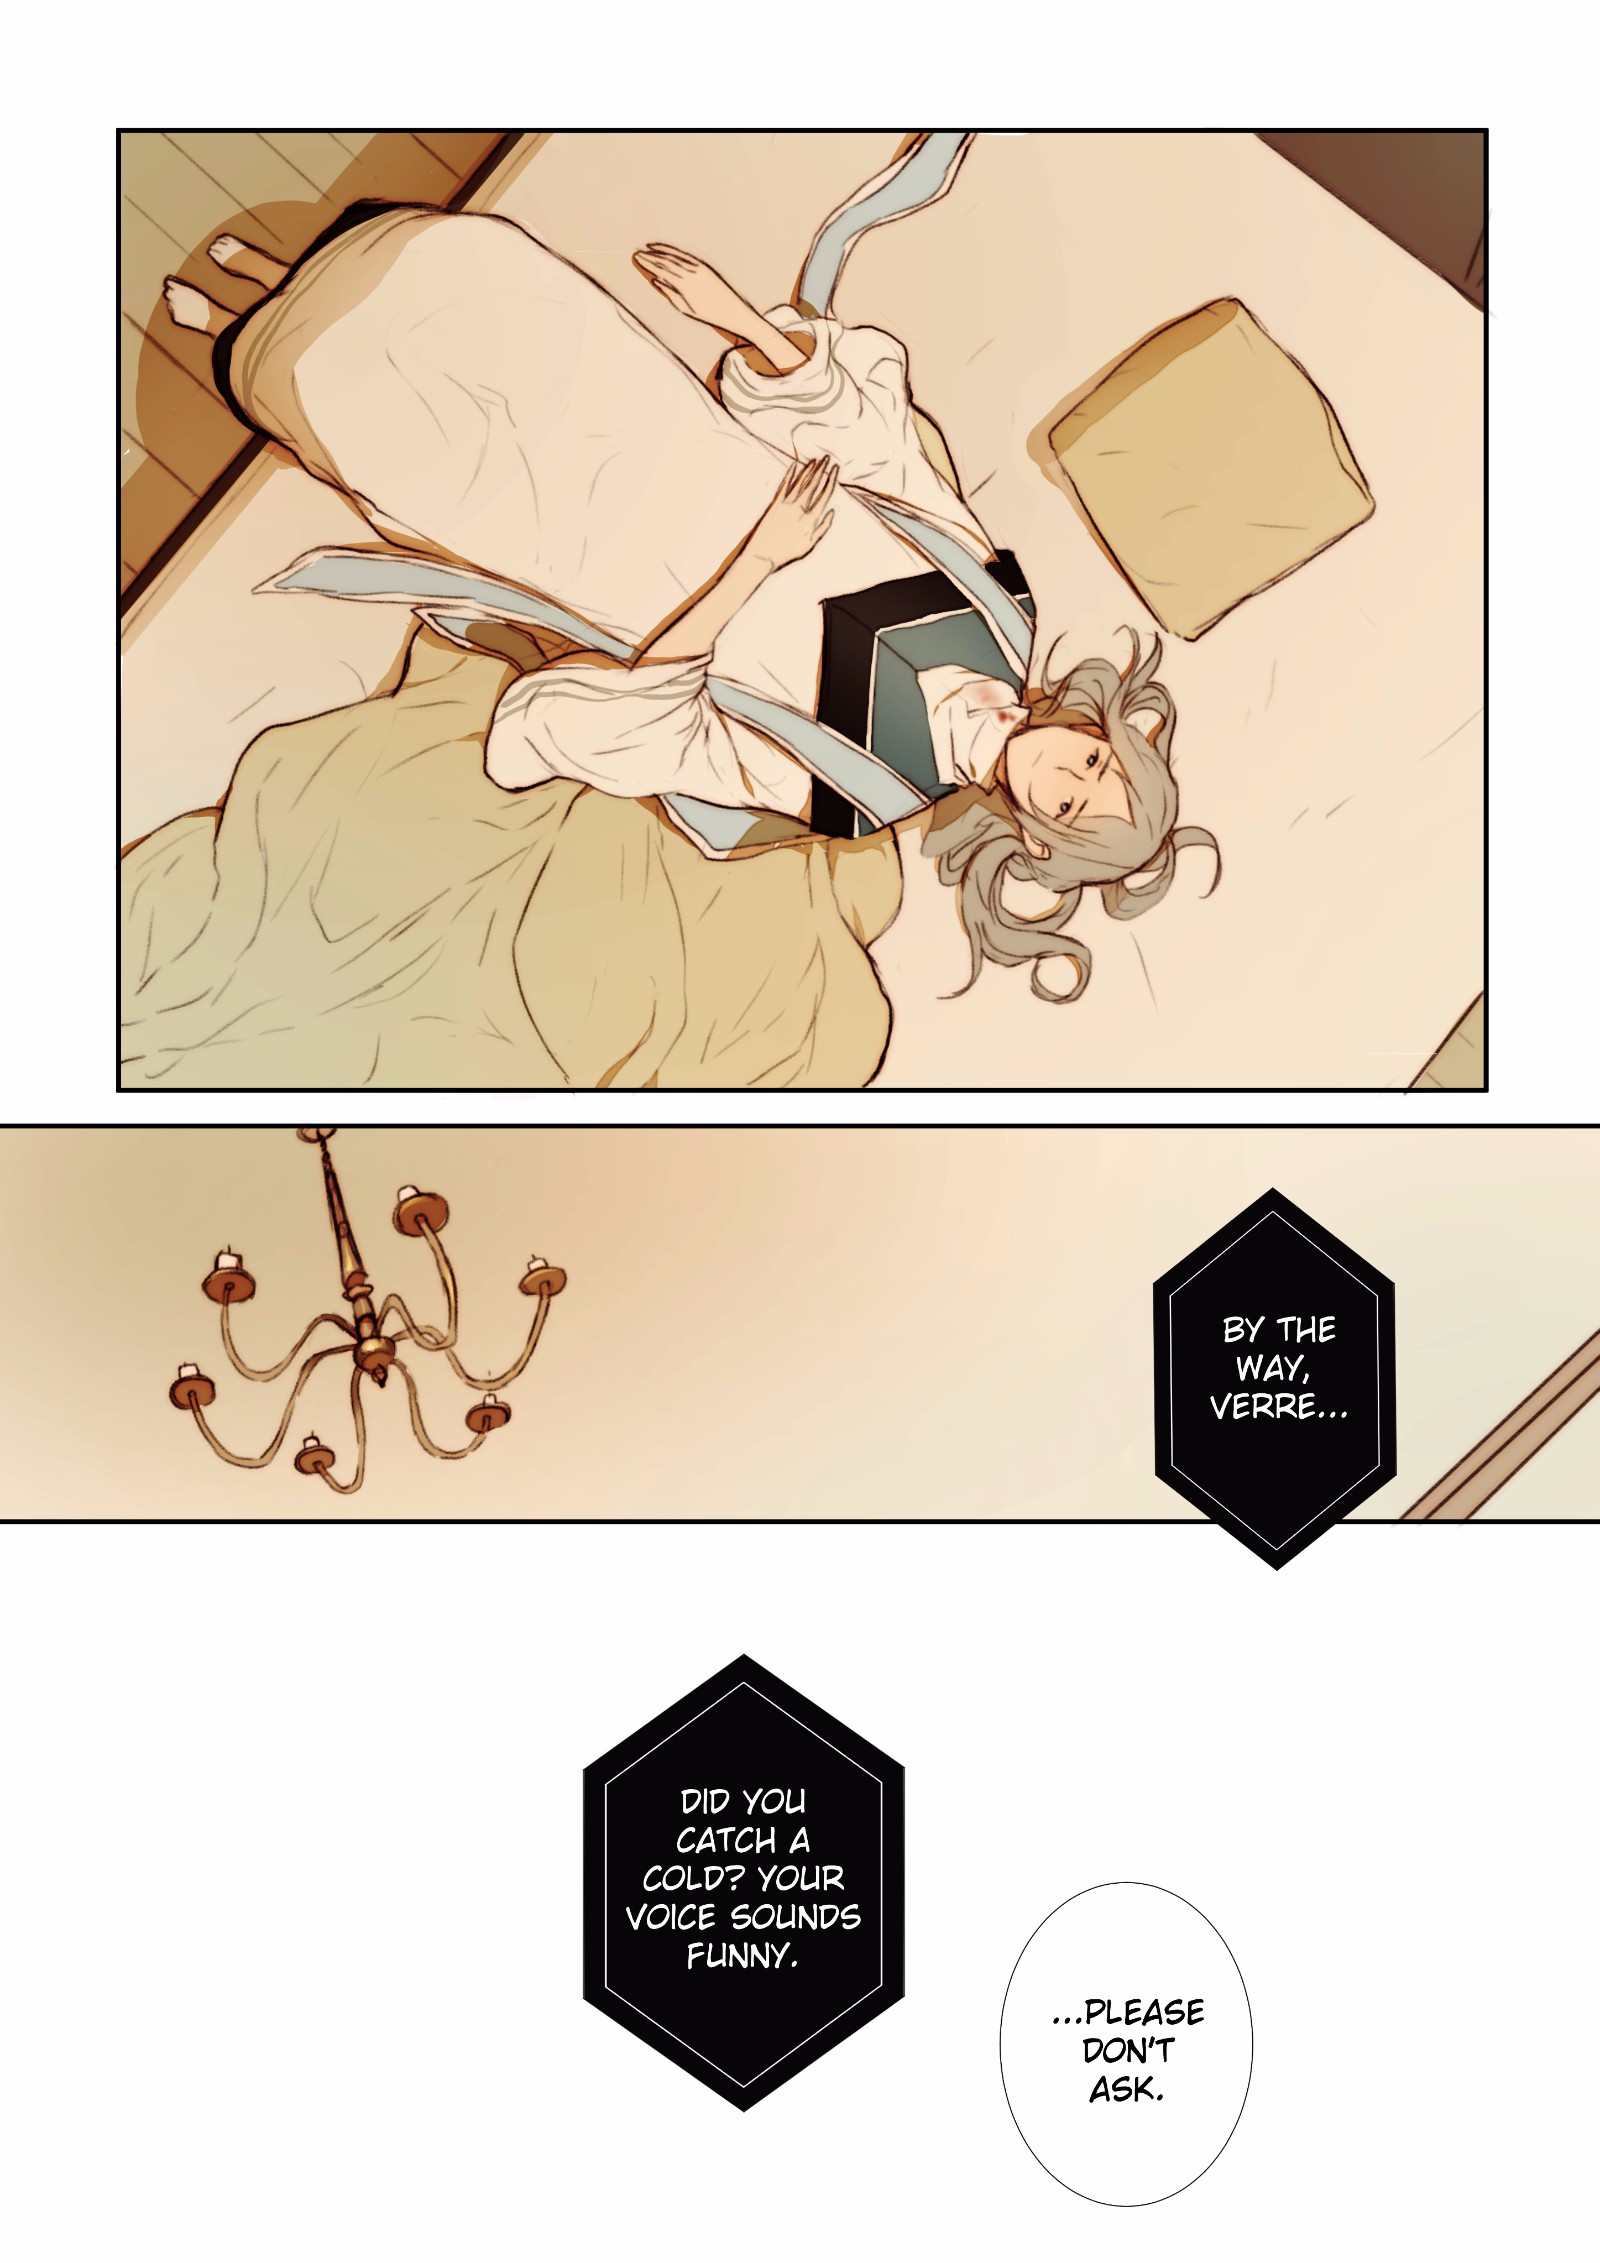 BY THE
WAY,
VERRE...
DID YOU
CATCH A
COLD? YOUR
VOICE SOUNDS
FUNNY.
...PLEASE
DON'T
ASK.